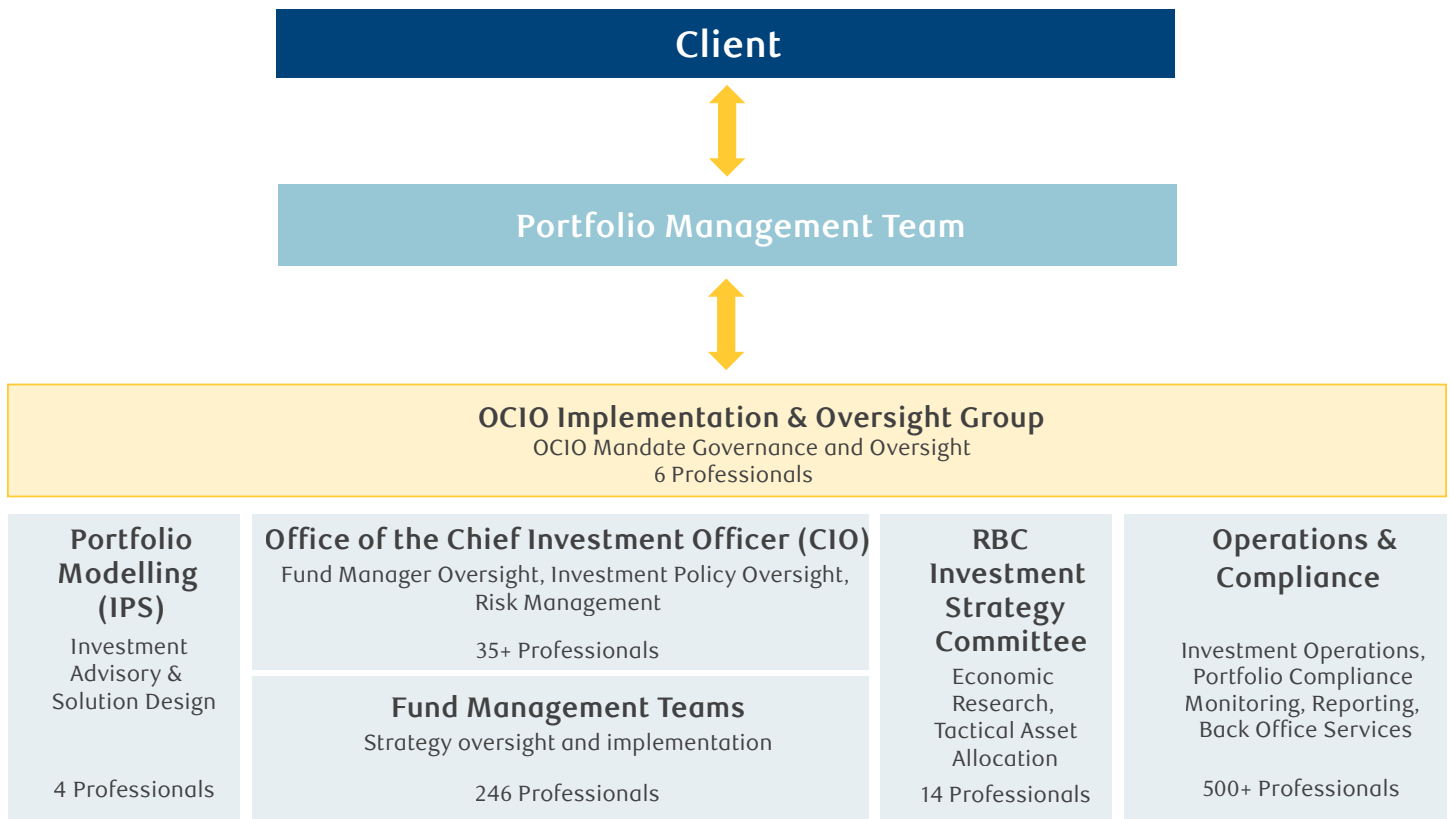 Client
Portfolio Management Team
OCIO Implementation & Oversight Group
OCIO Mandate Governance and Oversight
6 Professionals
Portfolio
Modelling
(IPS)
Investment
Advisory &
Solution Design
4 Professionals
Office of the Chief Investment Officer (CIO)
Fund Manager Oversight, Investment Policy Oversight,
Risk Management
35+ Professionals
Fund Management Teams
Strategy oversight and implementation
246 Professionals
RBC
Investment
Strategy
Committee
Economic
Research,
Tactical Asset
Allocation
14 Professionals
Operations &
Compliance
Investment Operations,
Portfolio Compliance
Monitoring, Reporting,
Back Office Services
500+ Professionals